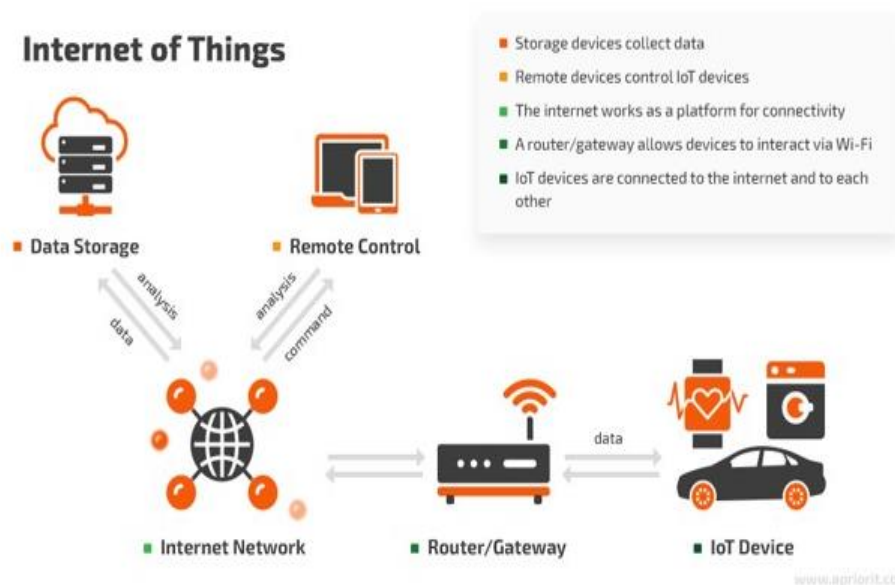 Internet of Things
Storage devices collect data
Remote devices control IoT devices
The internet works as a platform for connectivity
A router/gateway allows devices to interact via Wi-Fi
IoT devices are connected to the internet and to each
other
Data Storage
Remote Control
analysis
data
analysis
command
data
Internet Network
Router/Gateway
IoT Device